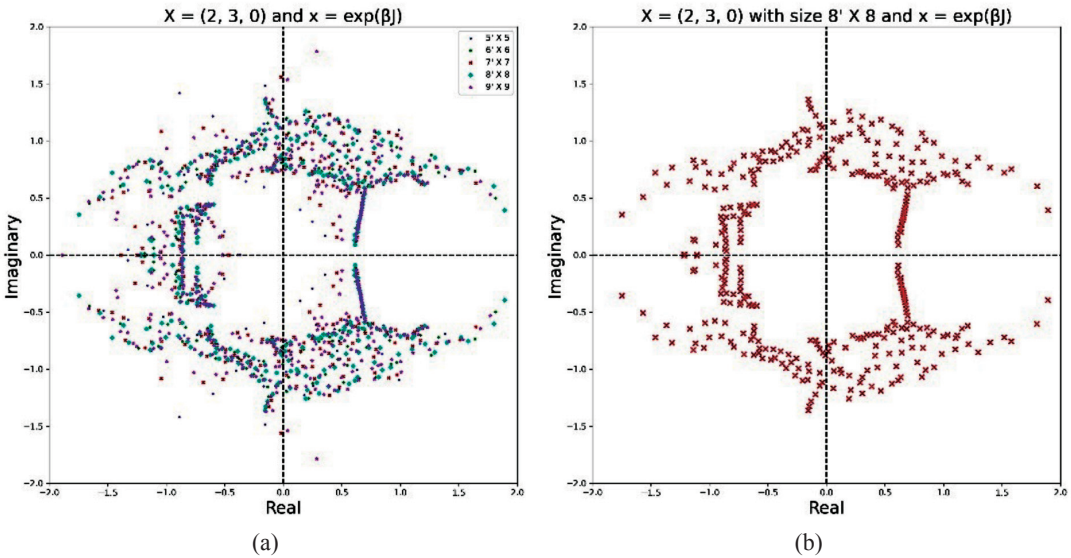 X = (2, 3, 0) and x = exp(βJ)
2.0
1.5
1.0
0.5
0.0
−0.5
−1.0
−1.5
−2.0
Imaginary
5' X 5
6' X 6
7' X 7
8' X 8
9' X 9
−2.0 −1.5 −1.0 −0.5 0.0 0.5 1.0 1.5 2.0
Real
(a)
X = (2, 3, 0) with size 8' X 8 and x = exp(βJ)
2.0
1.5
1.0
0.5
0.0
−0.5
−1.0
−1.5
−2.0
Imaginary
−2.0 −1.5 −1.0 −0.5 0.0 0.5 1.0 1.5 2.0
Real
(b)